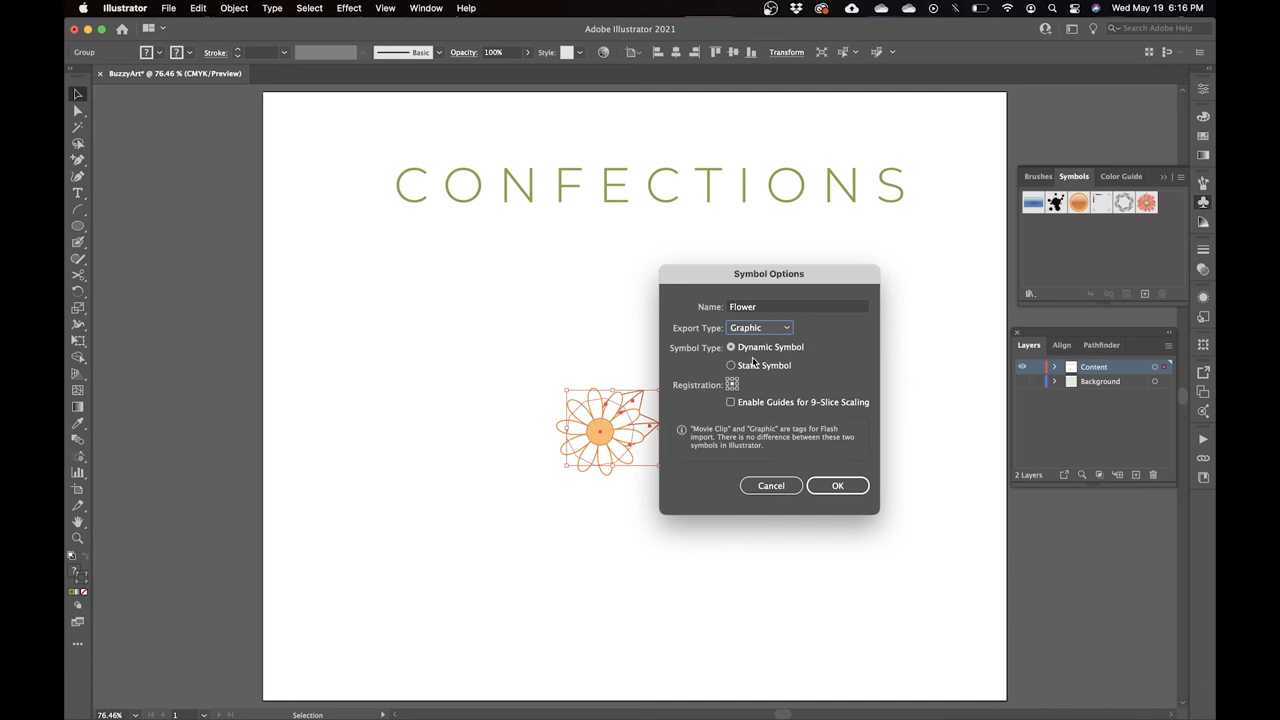 Illustrator File Edit Object Type Select Effect View Window Help Wed May 19 6:16 PM
Adobe Illustrator 2021 Search Adobe Help
Group ? ? Stroke: Basic Opacity: 100% Style: Transform
× BuzzyArt* @ 76.46 % (CMYK/Preview)
CONFECTIONS
Brushes Symbols Color Guide
Symbol Options
Name: Flower
Export Type: Graphic
Symbol Type: Dynamic Symbol
Static Symbol
Registration:
Enable Guides for 9-Slice Scaling
"Movie Clip" and "Graphic" are tags for Flash
import. There is no difference between these two
symbols in Illustrator.
Cancel OK
Layers Align Pathfinder
Content
Background
2 Layers
76.46% 1 Selection